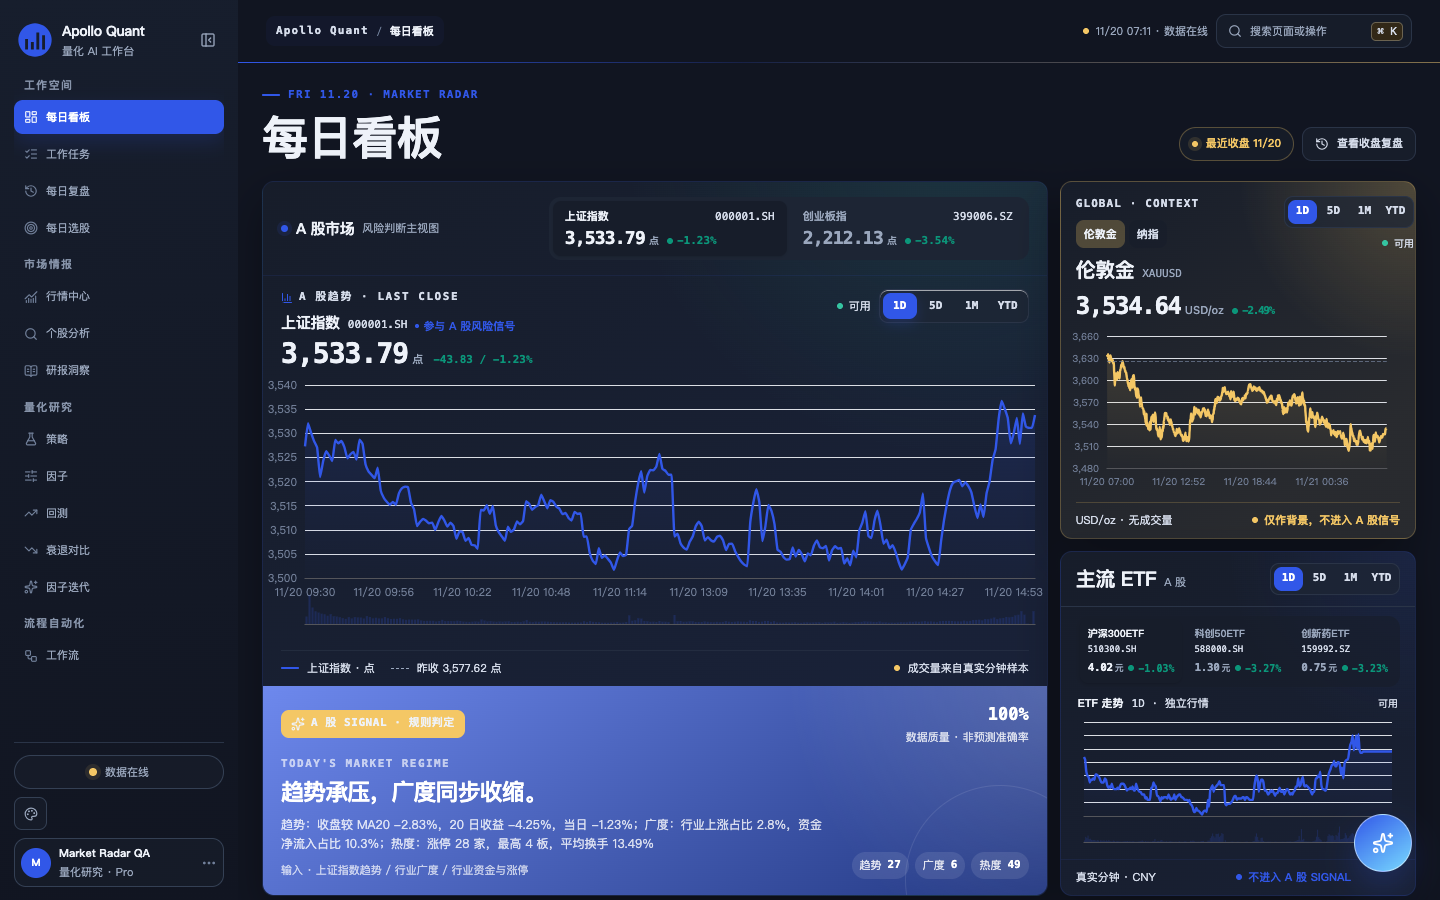 Apollo Quant
量化 AI 工作台
工作空间
每日看板
工作任务
每日复盘
每日选股
市场情报
行情中心
个股分析
研报洞察
量化研究
策略
因子
回测
衰退对比
因子迭代
流程自动化
工作流
数据在线
M
Market Radar QA
量化研究 · Pro
Apollo Quant / 每日看板
11/20 07:11 · 数据在线
搜索页面或操作
⌘ K
FRI 11.20 · MARKET RADAR
每日看板
最近收盘 11/20
查看收盘复盘
A 股市场 风险判断主视图
上证指数 000001.SH
3,533.79 点 −1.23%
创业板指 399006.SZ
2,212.13 点 −3.54%
A 股趋势 · LAST CLOSE
可用
1D 5D 1M YTD
上证指数 000001.SH 参与 A 股风险信号
3,533.79 点 −43.83 / −1.23%
3,540
3,535
3,530
3,525
3,520
3,515
3,510
3,505
3,500
11/20 09:30 11/20 09:56 11/20 10:22 11/20 10:48 11/20 11:14 11/20 13:09 11/20 13:35 11/20 14:01 11/20 14:27 11/20 14:53
上证指数 · 点 昨收 3,577.62 点
成交量来自真实分钟样本
A 股 SIGNAL · 规则判定
100%
数据质量 · 非预测准确率
TODAY'S MARKET REGIME
趋势承压，广度同步收缩。
趋势：收盘较 MA20 −2.83%，20 日收益 −4.25%，当日 −1.23%；广度：行业上涨占比 2.8%，资金
净流入占比 10.3%；热度：涨停 28 家，最高 4 板，平均换手 13.49%
输入 · 上证指数趋势 / 行业广度 / 行业资金与涨停
趋势 27
广度 6
热度 49
GLOBAL · CONTEXT
1D 5D 1M YTD
伦敦金 纳指
可用
伦敦金 XAUUSD
3,534.64 USD/oz −2.49%
3,660
3,630
3,600
3,570
3,540
3,510
3,480
11/20 07:00 11/20 12:52 11/20 18:44 11/21 00:36
USD/oz · 无成交量
仅作背景，不进入 A 股信号
主流 ETF A 股
1D 5D 1M YTD
沪深300ETF
510300.SH
4.02 元 −1.03%
科创50ETF
588000.SH
1.30 元 −3.27%
创新药ETF
159992.SZ
0.75 元 −3.23%
ETF 走势 1D · 独立行情
可用
真实分钟 · CNY
不进入 A 股 SIGNAL